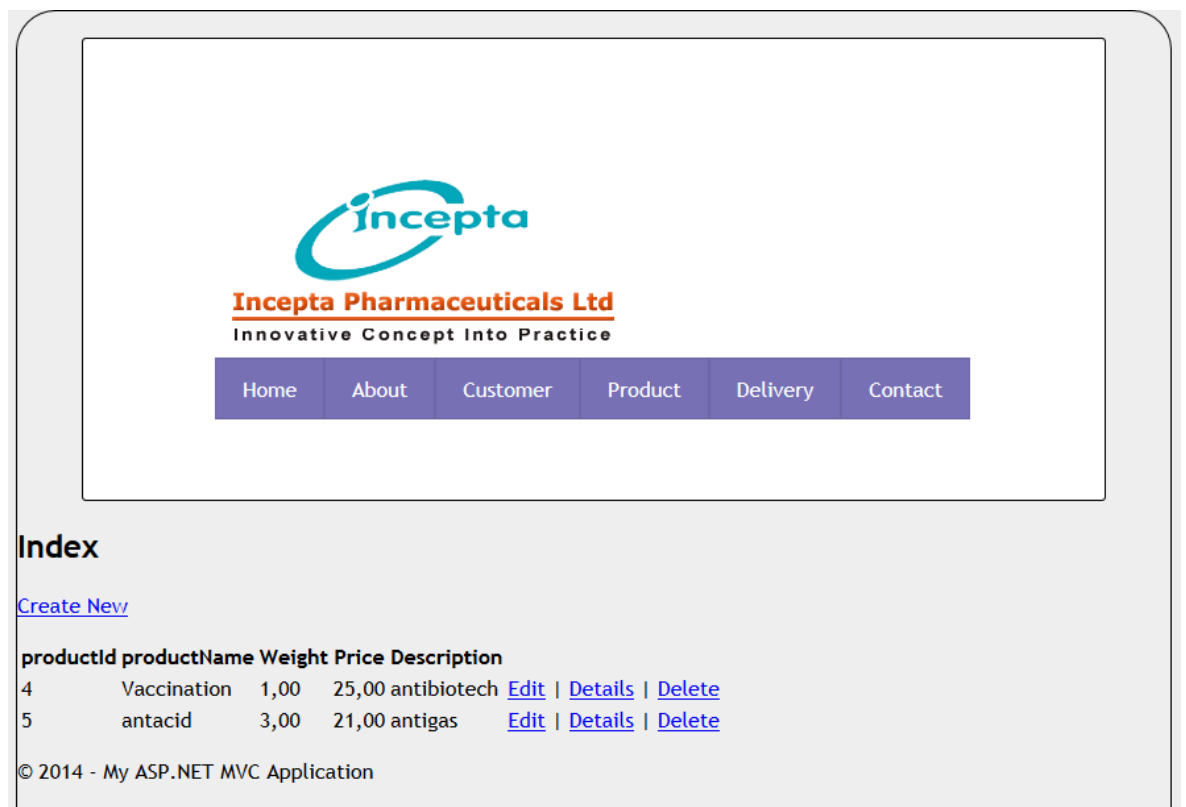 incepta
Incepta Pharmaceuticals Ltd
Innovative Concept Into Practice
Home About Customer Product Delivery Contact
Index
Create New
productId productName Weight Price Description
4 Vaccination 1,00 25,00 antibiotech Edit | Details | Delete
5 antacid 3,00 21,00 antigas Edit | Details | Delete
© 2014 - My ASP.NET MVC Application